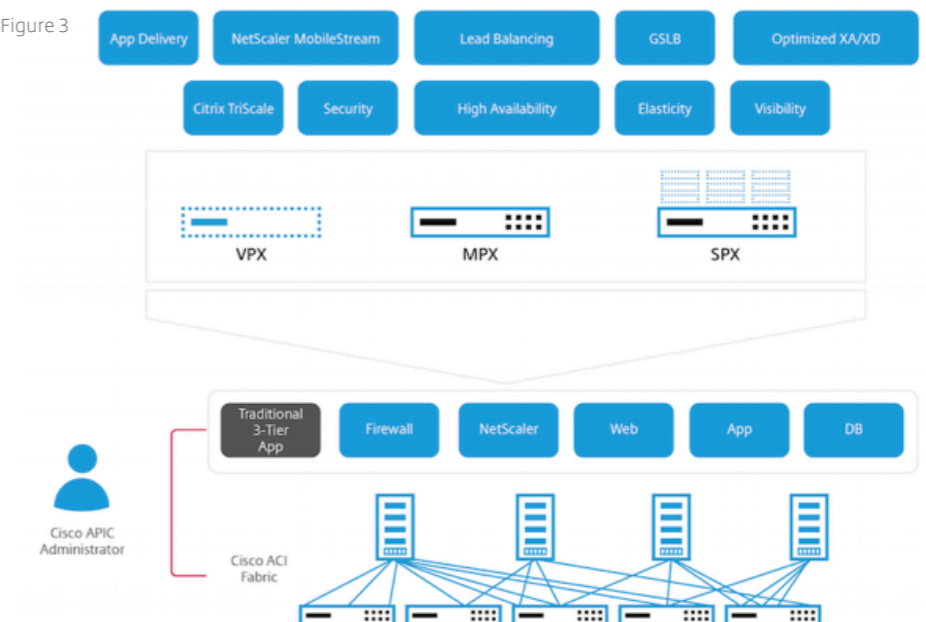 Figure 3
App Delivery
NetScaler MobileStream
Lead Balancing
GSLB
Optimized XA/XD
Citrix TriScale
Security
High Availability
Elasticity
Visibility
VPX
MPX
SPX
Traditional
3-Tier
App
Firewall
NetScaler
Web
App
DB
Cisco APIC
Administrator
Cisco ACI
Fabric